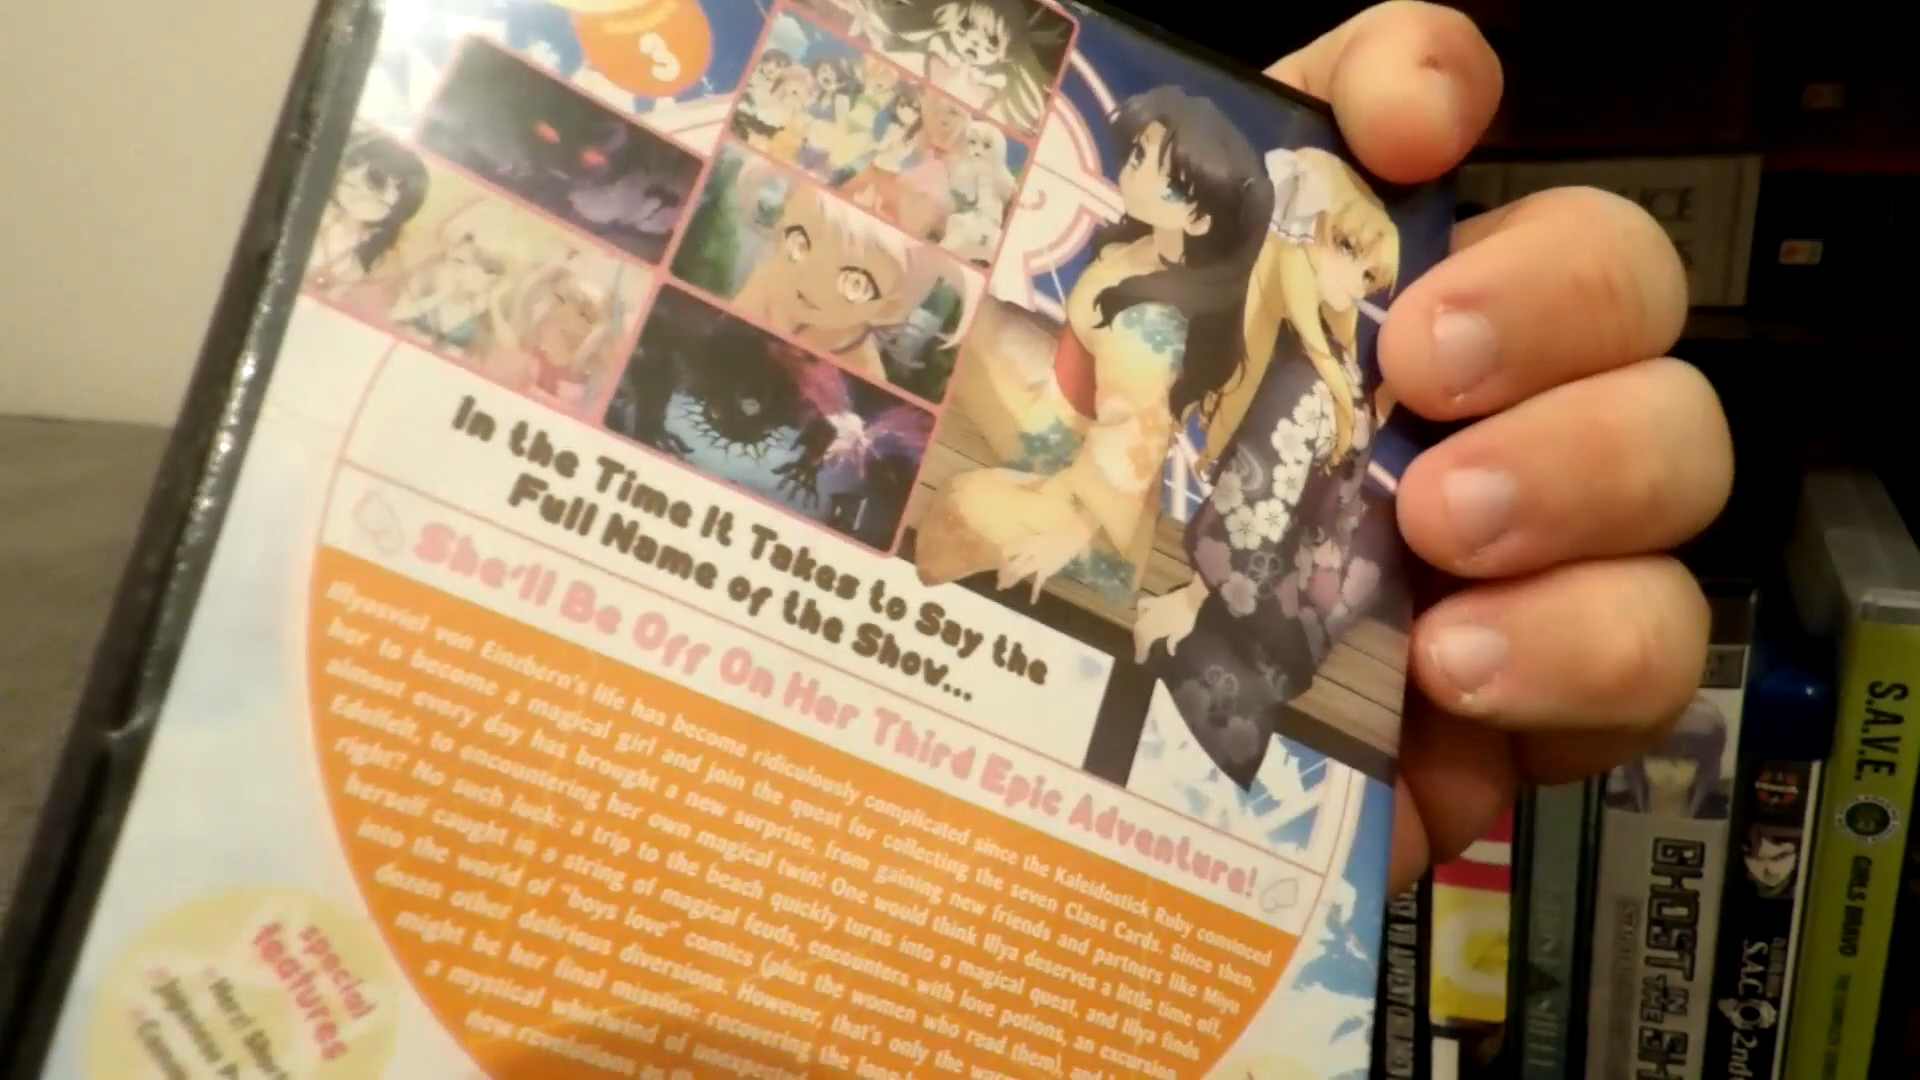 3
In the Time It Takes to Say the
Full Name of the Show...
She'll Be Off On Her Third Epic Adventure!
Illyasviel von Einzbern's life has become ridiculously complicated since the Kaleidostick Ruby convinced
her to become a magical girl and join the quest for collecting the seven Class Cards. Since then,
almost every day has brought a new surprise, from gaining new friends and partners like Miyu
Edelfelt, to encountering her own magical twin! One would think Illya deserves a little time off,
right? No such luck: a trip to the beach quickly turns into a magical quest, and Illya finds
herself caught in a string of magical feuds, encounters with love potions, an excursion
into the world of "boys love" comics (plus the women who read them), and
dozen other delirious diversions. However, that's only the
might be her final mission: recovering the
a mystical whirlwind of unexpected
new revelations
special
features
Herzi
Japanese
S.A.V.E.
GIRLS BRAVO
GHOST
IN THE
SAC
2nd